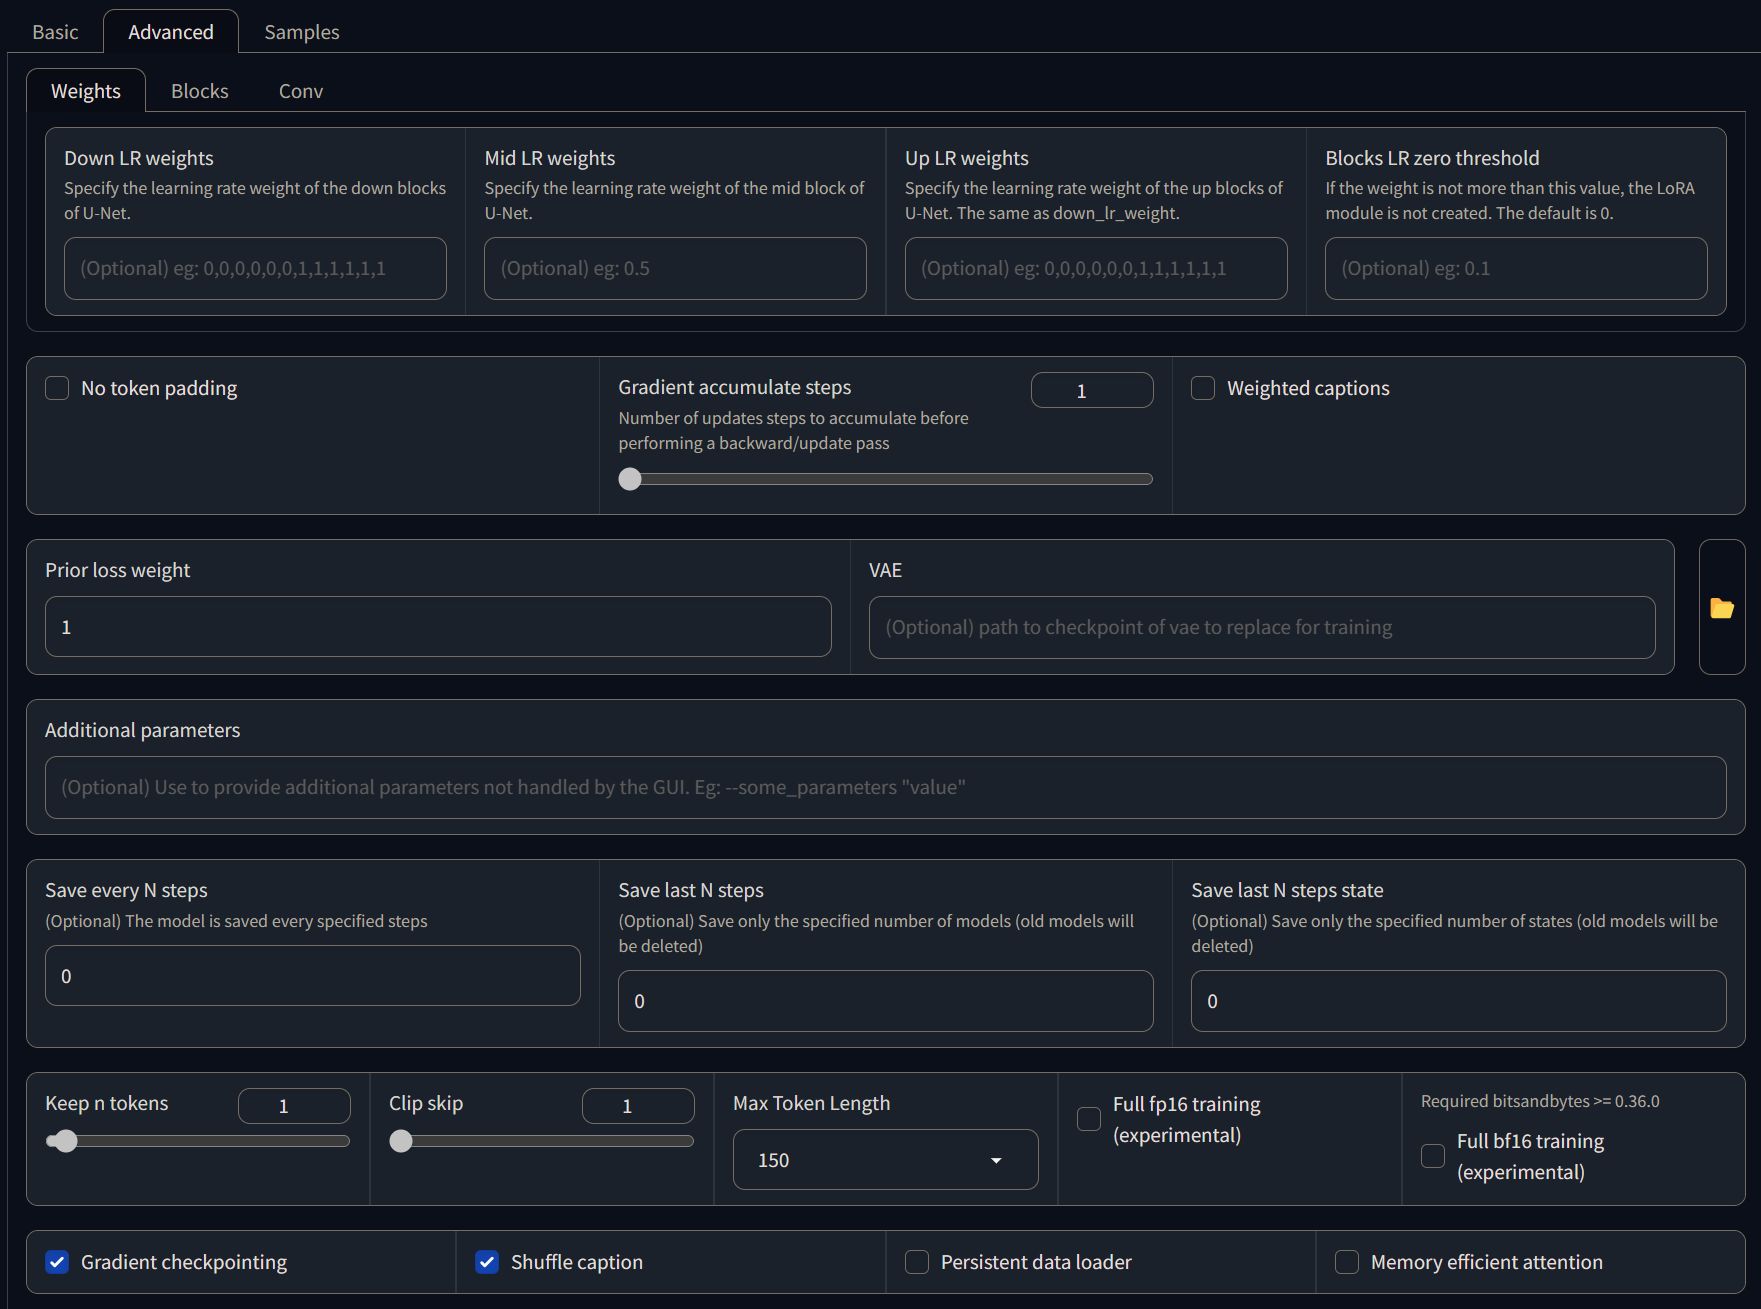 Basic
Advanced
Samples
Weights
Blocks
Conv
Down LR weights
Specify the learning rate weight of the down blocks
of U-Net.
(Optional) eg: 0,0,0,0,0,0,1,1,1,1,1,1
Mid LR weights
Specify the learning rate weight of the mid block of
U-Net.
(Optional) eg: 0.5
Up LR weights
Specify the learning rate weight of the up blocks of
U-Net. The same as down_lr_weight.
(Optional) eg: 0,0,0,0,0,0,1,1,1,1,1,1
Blocks LR zero threshold
If the weight is not more than this value, the LoRA
module is not created. The default is 0.
(Optional) eg: 0.1
No token padding
Gradient accumulate steps
1
Number of updates steps to accumulate before
performing a backward/update pass
Weighted captions
Prior loss weight
1
VAE
(Optional) path to checkpoint of vae to replace for training
Additional parameters
(Optional) Use to provide additional parameters not handled by the GUI. Eg: --some_parameters "value"
Save every N steps
(Optional) The model is saved every specified steps
0
Save last N steps
(Optional) Save only the specified number of models (old models will
be deleted)
0
Save last N steps state
(Optional) Save only the specified number of states (old models will be
deleted)
0
Keep n tokens
1
Clip skip
1
Max Token Length
150
Full fp16 training
(experimental)
Required bitsandbytes >= 0.36.0
Full bf16 training
(experimental)
Gradient checkpointing
Shuffle caption
Persistent data loader
Memory efficient attention